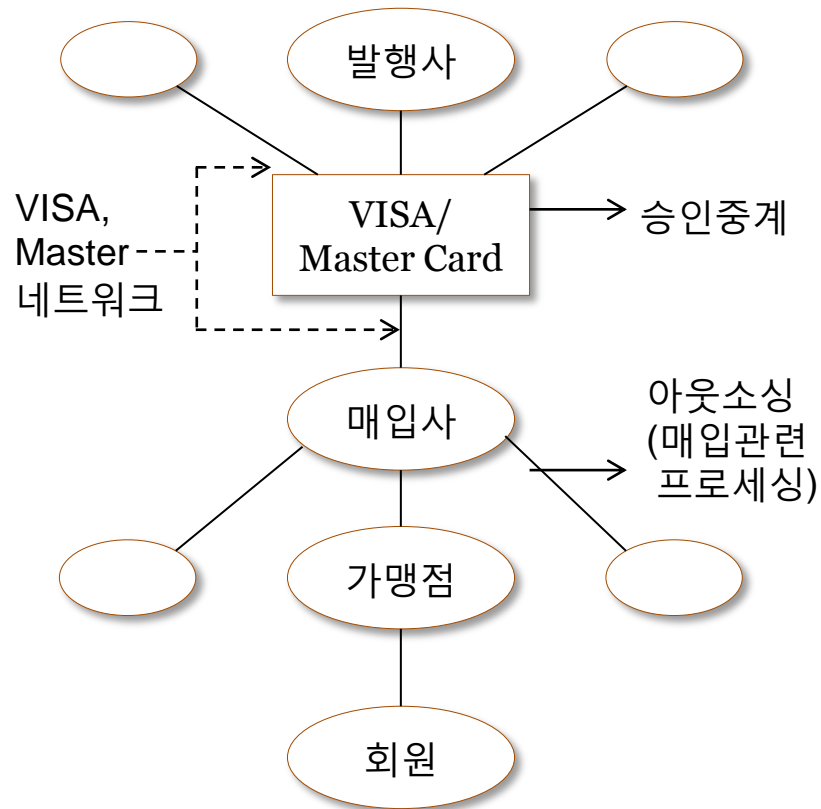 발행사
VISA,
Master
네트워크
VISA/
Master Card
승인중계
매입사
아웃소싱
(매입관련
프로세싱)
가맹점
회원